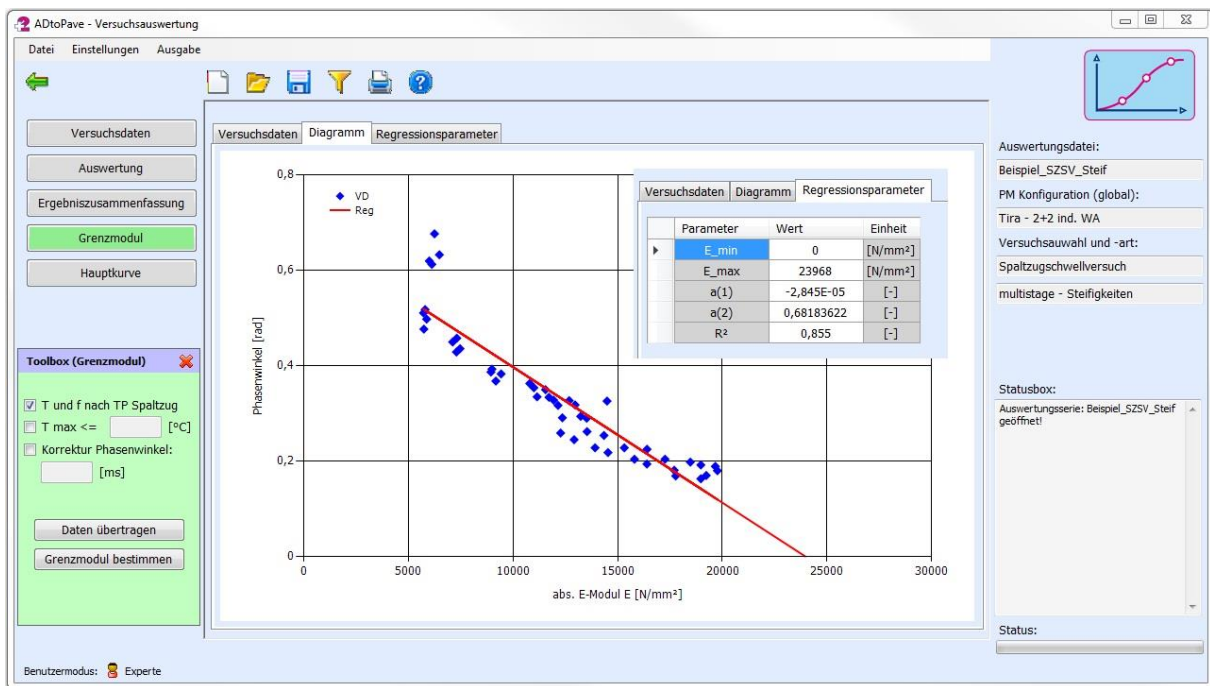 ADtoPave - Versuchsauswertung
Datei Einstellungen Ausgabe
Versuchsdaten
Auswertung
Ergebniszusammenfassung
Grenzmodul
Hauptkurve
Toolbox (Grenzmodul)
T und f nach TP Spaltzug
T max <= [°C]
Korrektur Phasenwinkel:
[ms]
Daten übertragen
Grenzmodul bestimmen
Benutzermodus: Experte
Versuchsdaten Diagramm Regressionsparameter
VD
Reg
Phasenwinkel [rad]
0,8
0,6
0,4
0,2
0
0 5000 10000 15000 20000 25000 30000
abs. E-Modul E [N/mm²]
Versuchsdaten Diagramm Regressionsparameter
Parameter Wert Einheit
E_min 0 [N/mm²]
E_max 23968 [N/mm²]
a(1) -2,845E-05 [-]
a(2) 0,68183622 [-]
R² 0,855 [-]
Auswertungsdatei:
Beispiel_SZSV_Steif
PM Konfiguration (global):
Tira - 2+2 ind. WA
Versuchsauwahl und -art:
Spaltzugschwellversuch
multistage - Steifigkeiten
Statusbox:
Auswertungsserie: Beispiel_SZSV_Steif
geöffnet!
Status: